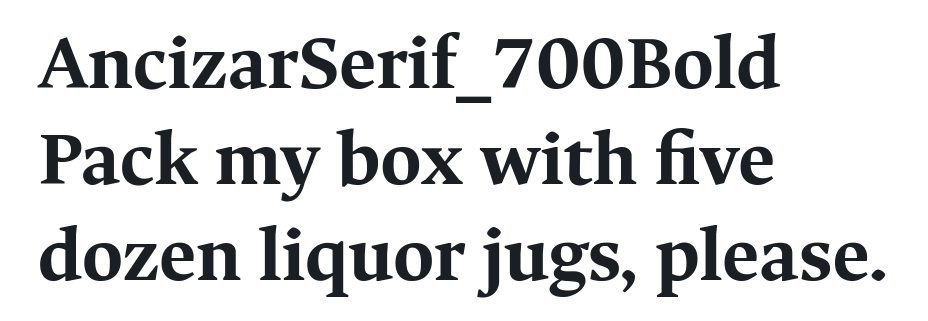 AncizarSerif_700Bold
Pack my box with five
dozen liquor jugs, please.